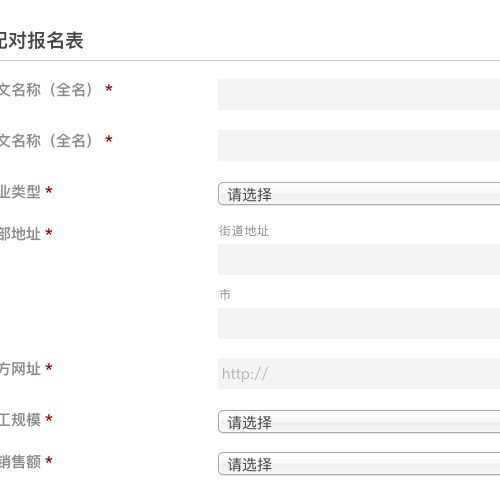 配对报名表
文名称（全名） *
文名称（全名） *
业类型 *
请选择
部地址 *
街道地址
市
方网址 *
http://
工规模 *
请选择
销售额 *
请选择